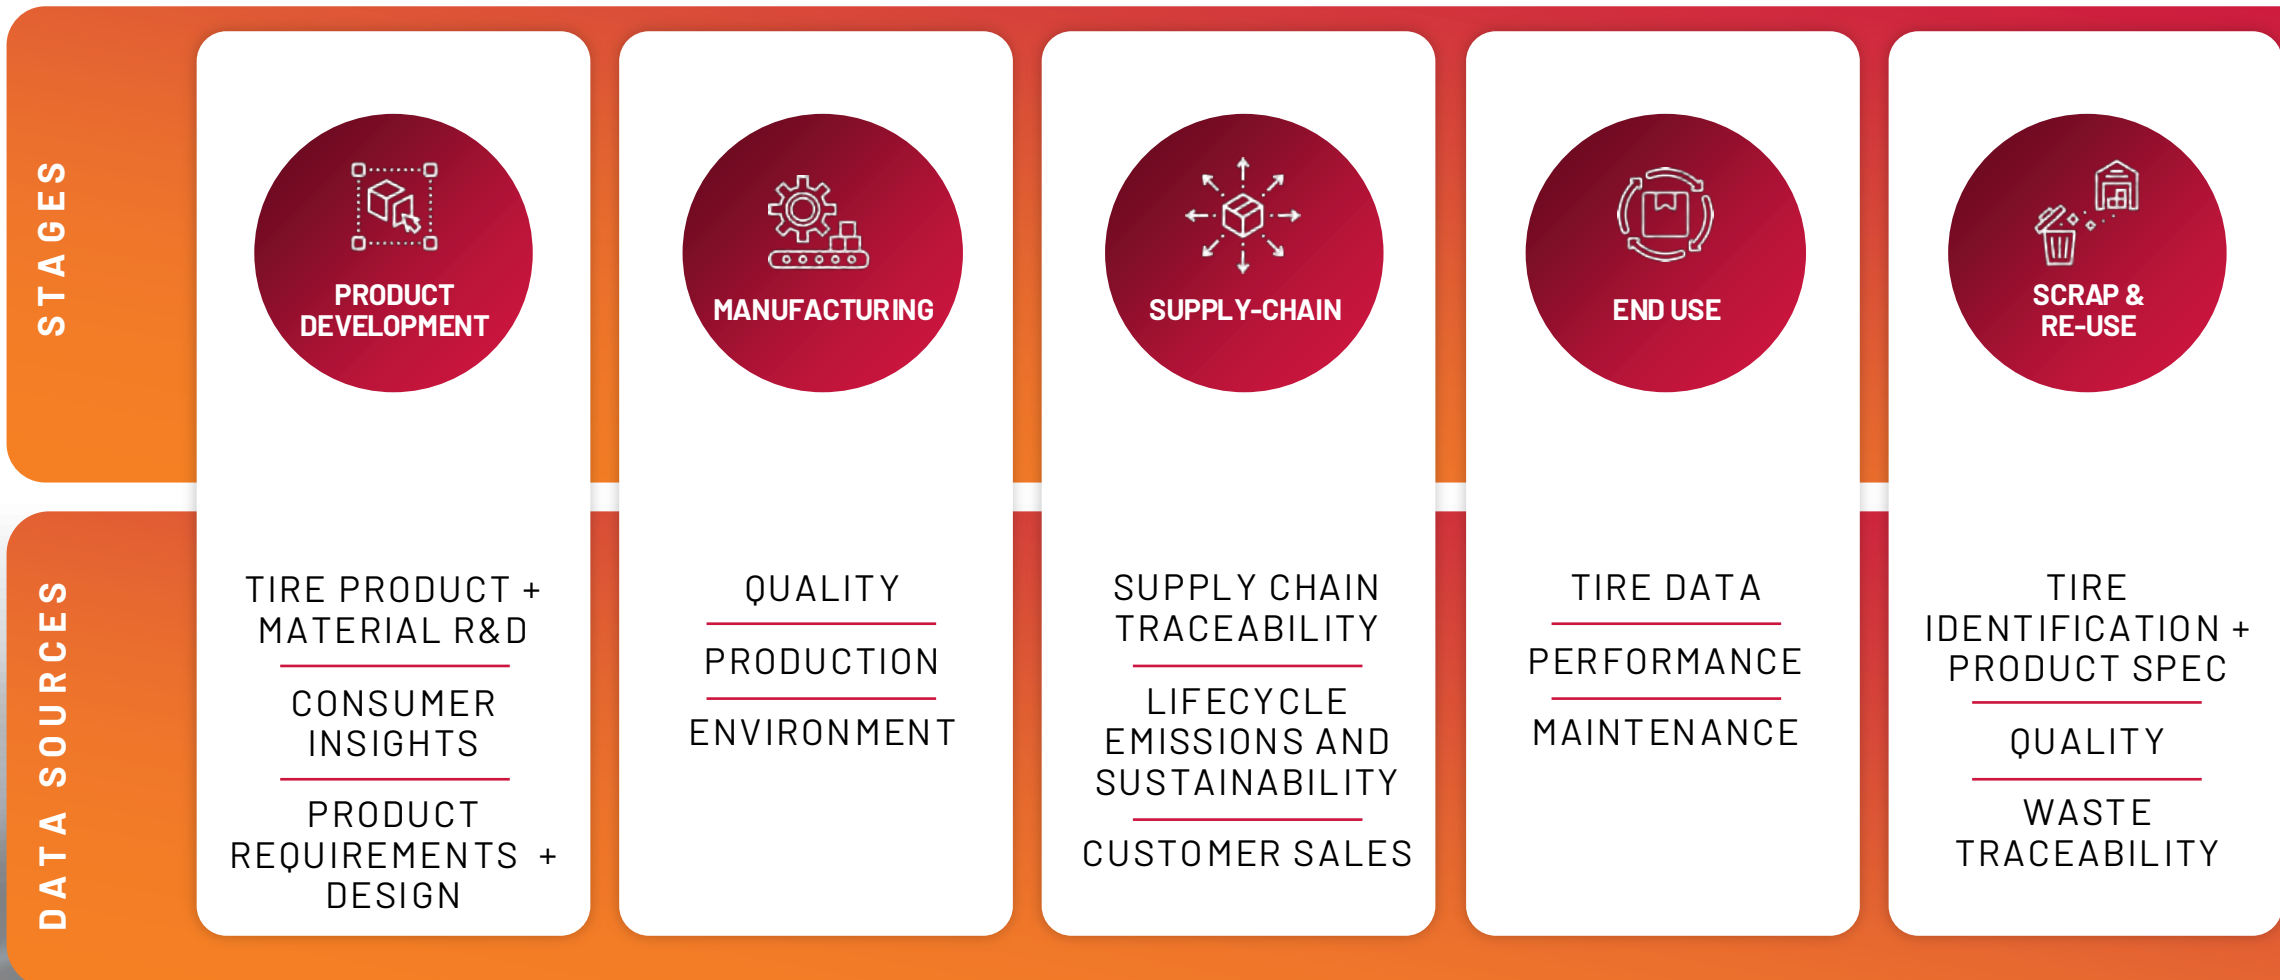 STAGES
PRODUCT
DEVELOPMENT
MANUFACTURING
SUPPLY-CHAIN
END USE
SCRAP &
RE-USE
DATA SOURCES
TIRE PRODUCT +
MATERIAL R&D
CONSUMER
INSIGHTS
PRODUCT
REQUIREMENTS +
DESIGN
QUALITY
PRODUCTION
ENVIRONMENT
SUPPLY CHAIN
TRACEABILITY
LIFECYCLE
EMISSIONS AND
SUSTAINABILITY
CUSTOMER SALES
TIRE DATA
PERFORMANCE
MAINTENANCE
TIRE
IDENTIFICATION +
PRODUCT SPEC
QUALITY
WASTE
TRACEABILITY